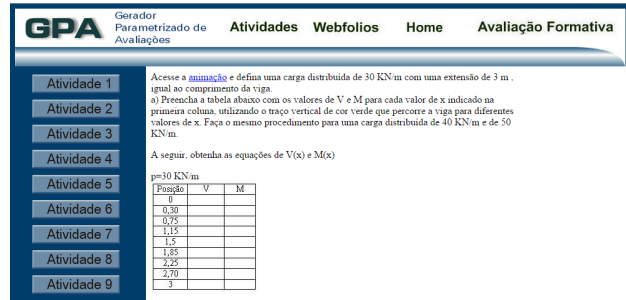 GPA
Gerador
Parametrizado de
Avaliações
Atividades Webfolios Home Avaliação Formativa
Atividade 1
Atividade 2
Atividade 3
Atividade 4
Atividade 5
Atividade 6
Atividade 7
Atividade 8
Atividade 9
Acesse a animação e defina uma carga distribuída de 30 KN/m com uma extensão de 3 m ,
igual ao comprimento da viga.
a) Preencha a tabela abaixo com os valores de V e M para cada valor de x indicado na
primeira coluna, utilizando o traço vertical de cor verde que percorre a viga para diferentes
valores de x. Faça o mesmo procedimento para uma carga distribuída de 40 KN/m e de 50
KN/m.
A seguir, obtenha as equações de V(x) e M(x)
p=30 KN/m
Posição V M
0
0,30
0,75
1,15
1,5
1,85
2,25
2,70
3